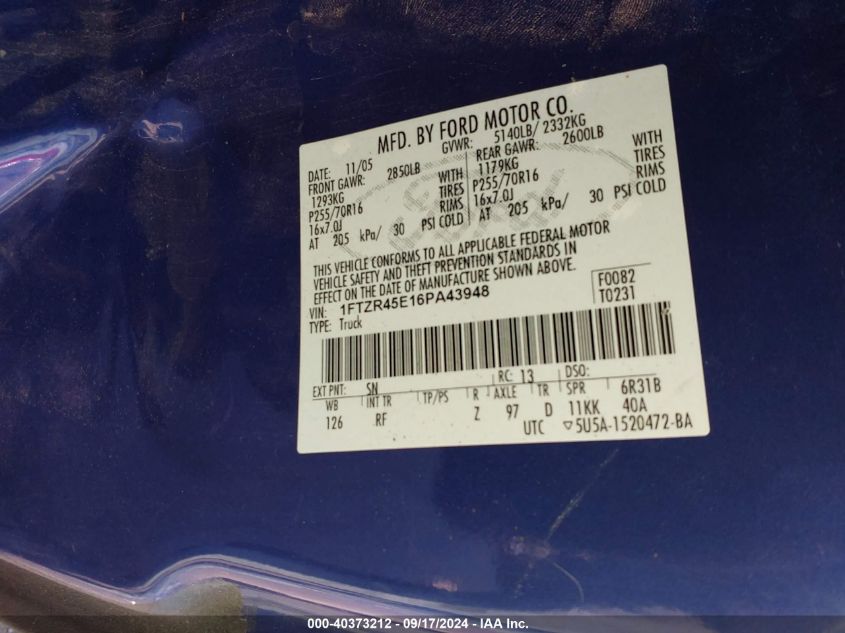 MFD. BY FORD MOTOR CO.
DATE: 11/05 GVWR: 5140LB/ 2332KG
FRONT GAWR: 2850LB REAR GAWR: 2600LB
1293KG WITH 1179KG WITH
P255/70R16 TIRES P255/70R16 TIRES
16x7.0J RIMS 16x7.0J RIMS
AT 205 kPa/ 30 PSI COLD AT 205 kPa/ 30 PSI COLD
THIS VEHICLE CONFORMS TO ALL APPLICABLE FEDERAL MOTOR
VEHICLE SAFETY AND THEFT PREVENTION STANDARDS IN
EFFECT ON THE DATE OF MANUFACTURE SHOWN ABOVE.
VIN: 1FTZR45E16PA43948 F0082
TYPE: Truck T0231
EXT PNT: SN RC: 13 DSO:
WB INT TR TP/PS R AXLE TR SPR 6R31B
126 RF Z 97 D 11KK 40A
UTC ▽5U5A-1520472-BA
000-40373212 - 09/17/2024 - IAA Inc.